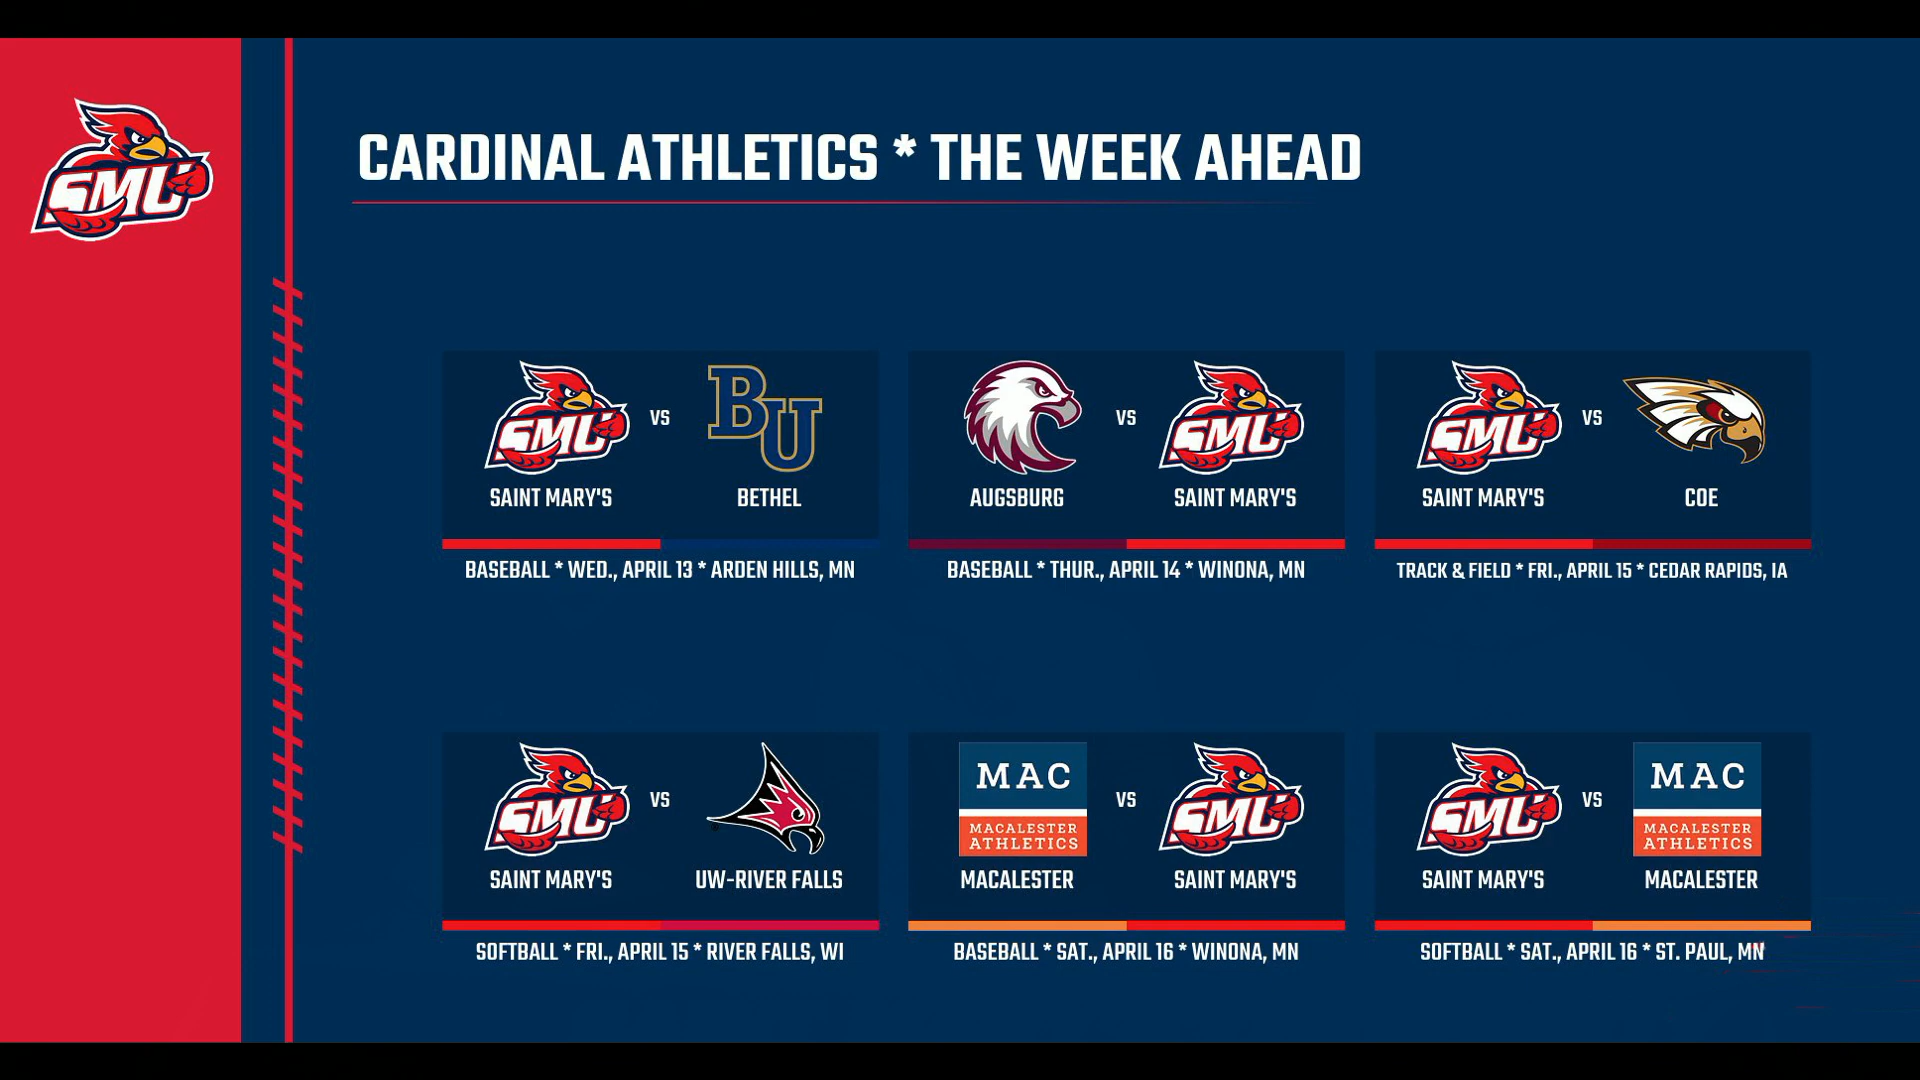 SMU
CARDINAL ATHLETICS * THE WEEK AHEAD
SMU
VS
BU
SAINT MARY'S
BETHEL
BASEBALL * WED., APRIL 13 * ARDEN HILLS, MN
VS
SMU
AUGSBURG
SAINT MARY'S
BASEBALL * THUR., APRIL 14 * WINONA, MN
SMU
VS
SAINT MARY'S
COE
TRACK & FIELD * FRI., APRIL 15 * CEDAR RAPIDS, IA
SMU
VS
SAINT MARY'S
UW-RIVER FALLS
SOFTBALL * FRI., APRIL 15 * RIVER FALLS, WI
MAC
MACALESTER
ATHLETICS
VS
SMU
MACALESTER
SAINT MARY'S
BASEBALL * SAT., APRIL 16 * WINONA, MN
SMU
VS
MAC
MACALESTER
ATHLETICS
SAINT MARY'S
MACALESTER
SOFTBALL * SAT., APRIL 16 * ST. PAUL, MN